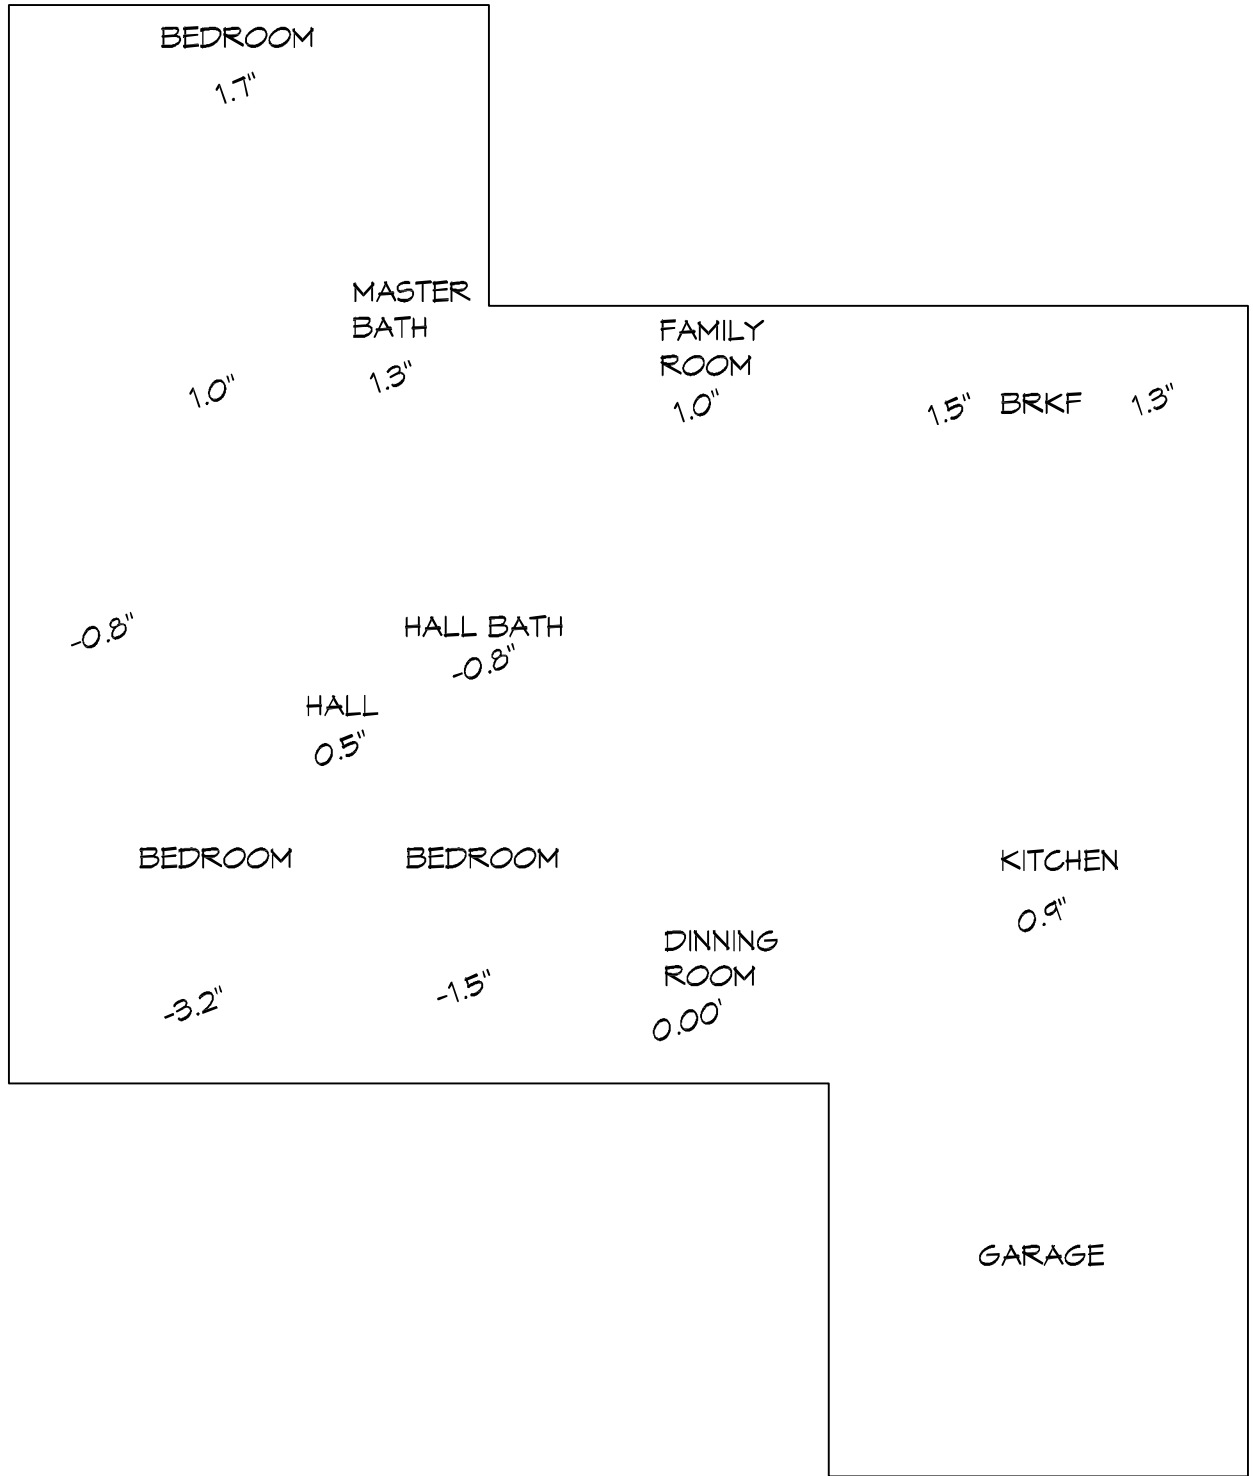 BEDROOM
1.7"
MASTER
BATH
1.3"
1.0"
FAMILY
ROOM
1.0"
1.5"
BRKF
1.3"
-0.8"
HALL BATH
-0.8"
HALL
0.5"
BEDROOM
-3.2"
BEDROOM
-1.5"
DINNING
ROOM
0.00'
KITCHEN
0.9"
GARAGE